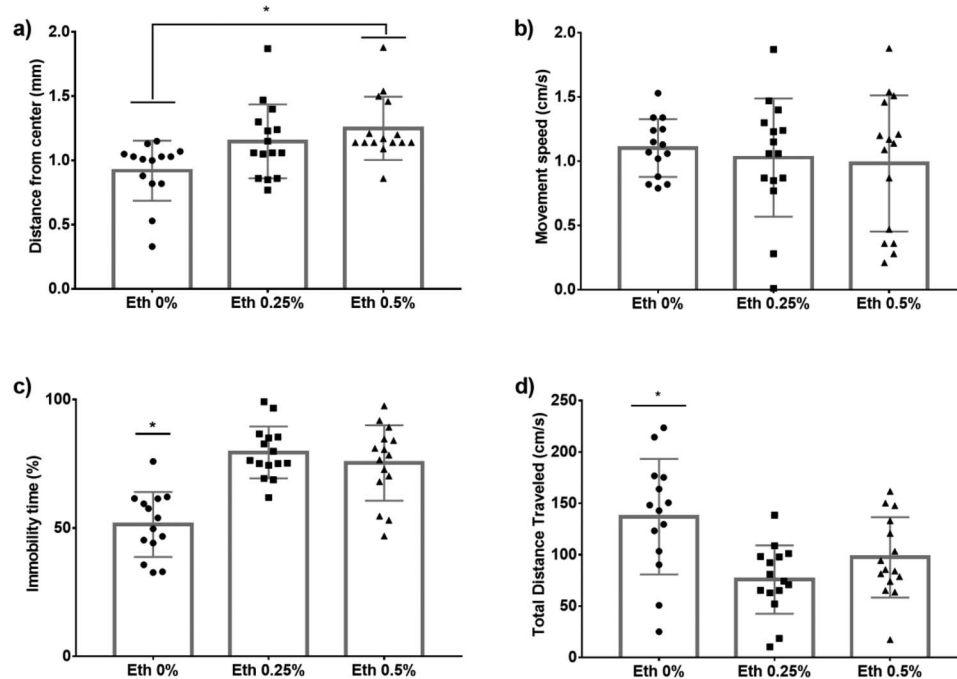 a)
*
Distance from center (mm)
2.0
1.5
1.0
0.5
0.0
Eth 0%
Eth 0.25%
Eth 0.5%
b)
Movement speed (cm/s)
2.0
1.5
1.0
0.5
0.0
Eth 0%
Eth 0.25%
Eth 0.5%
c)
*
Immobility time (%)
100
50
0
Eth 0%
Eth 0.25%
Eth 0.5%
d)
*
Total Distance Traveled (cm/s)
250
200
150
100
50
0
Eth 0%
Eth 0.25%
Eth 0.5%